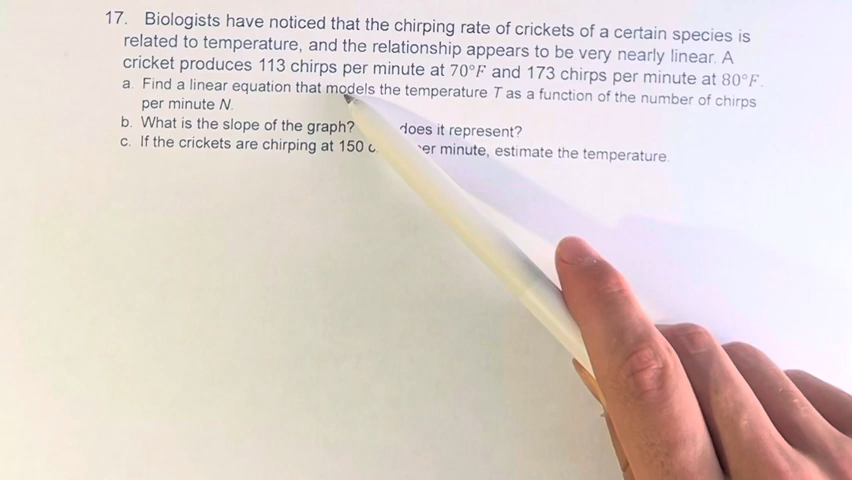 17. Biologists have noticed that the chirping rate of crickets of a certain species is
related to temperature, and the relationship appears to be very nearly linear. A
cricket produces 113 chirps per minute at 70°F and 173 chirps per minute at 80°F.
a. Find a linear equation that models the temperature T as a function of the number of chirps
per minute N.
b. What is the slope of the graph? does it represent?
c. If the crickets are chirping at 150 minute, estimate the temperature.